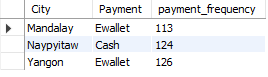 City Payment payment_frequency
Mandalay Ewallet 113
Naypyitaw Cash 124
Yangon Ewallet 126